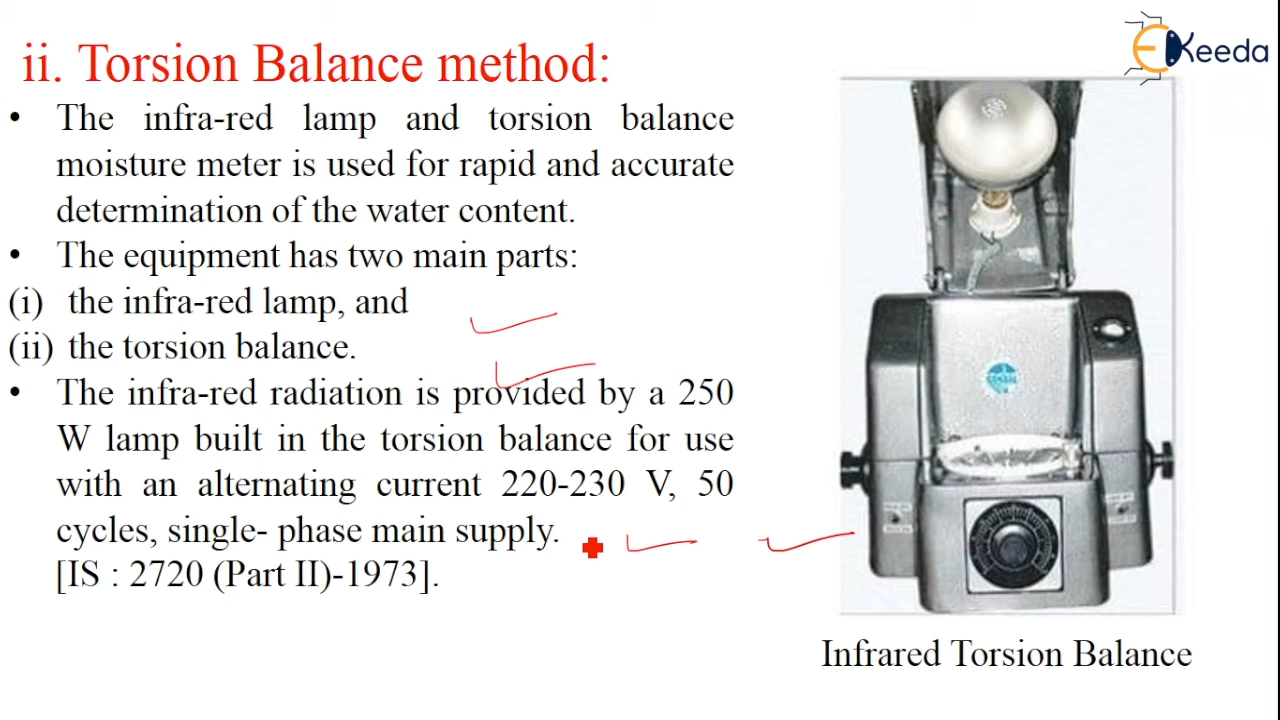 ii. Torsion Balance method:
EKeeda
• The infra-red lamp and torsion balance
moisture meter is used for rapid and accurate
determination of the water content.
• The equipment has two main parts:
(i) the infra-red lamp, and
(ii) the torsion balance.
• The infra-red radiation is provided by a 250
W lamp built in the torsion balance for use
with an alternating current 220-230 V, 50
cycles, single- phase main supply.
[IS : 2720 (Part II)-1973].
Infrared Torsion Balance